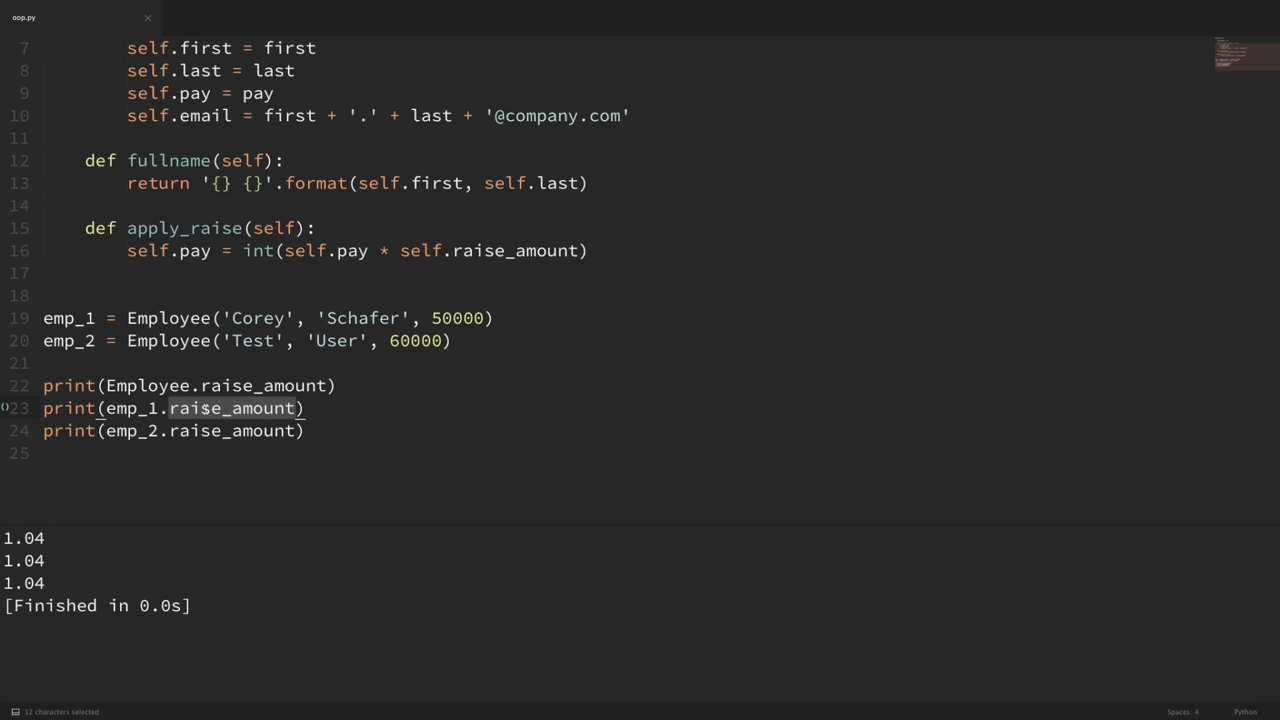 oop.py ×
7 self.first = first
8 self.last = last
9 self.pay = pay
10 self.email = first + '.' + last + '@company.com'
11
12 def fullname(self):
13 return '{} {}'.format(self.first, self.last)
14
15 def apply_raise(self):
16 self.pay = int(self.pay * self.raise_amount)
17
18
19 emp_1 = Employee('Corey', 'Schafer', 50000)
20 emp_2 = Employee('Test', 'User', 60000)
21
22 print(Employee.raise_amount)
23 print(emp_1.raise_amount)
24 print(emp_2.raise_amount)
25
1.04
1.04
1.04
[Finished in 0.0s]
12 characters selected Spaces: 4 Python